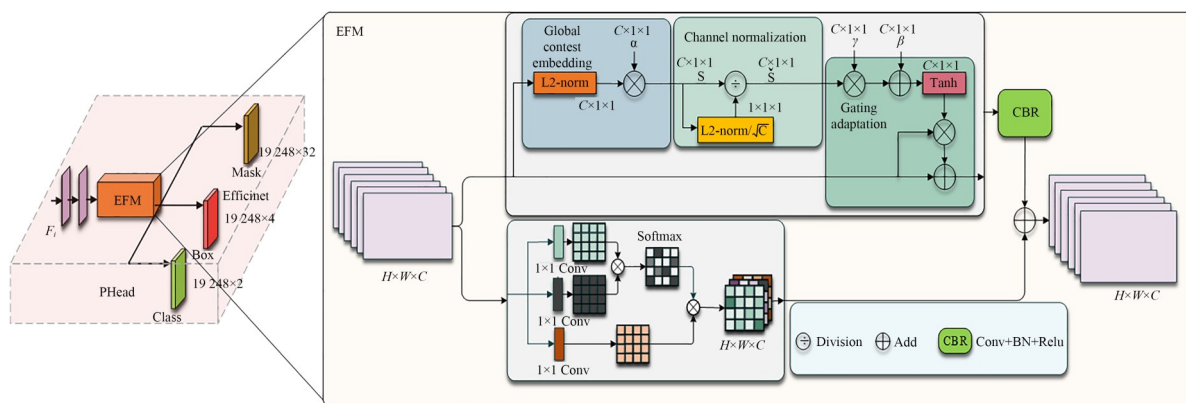 EFM
Global
contest
embedding
C×1×1
α
L2-norm
C×1×1
Channel normalization
C×1×1
S
C×1×1
Š
1×1×1
L2-norm/√C
C×1×1
γ
C×1×1
β
C×1×1
Tanh
Gating
adaptation
CBR
19 248×32
Mask
EFM
Efficinet
19 248×4
Box
F_i
19 248×2
PHead
Class
H×W×C
1×1 Conv
Softmax
1×1 Conv
1×1 Conv
H×W×C
H×W×C
Division
Add
CBR
Conv+BN+Relu